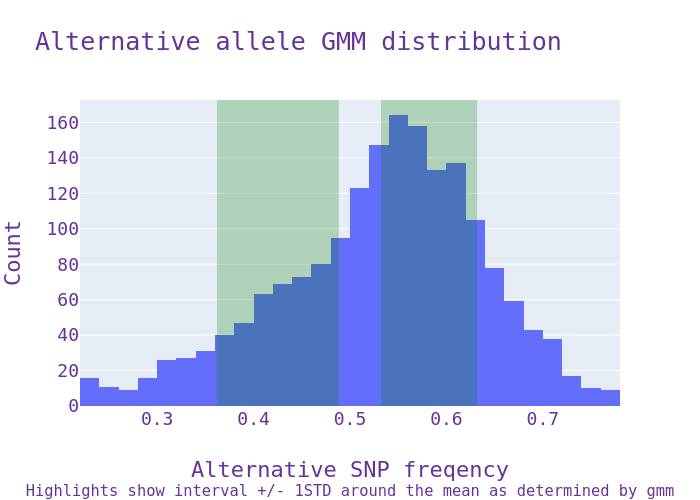 Alternative allele GMM distribution
160
140
120
100
80
60
40
20
0
Count
0.3 0.4 0.5 0.6 0.7
Alternative SNP freqency
Highlights show interval +/- 1STD around the mean as determined by gmm